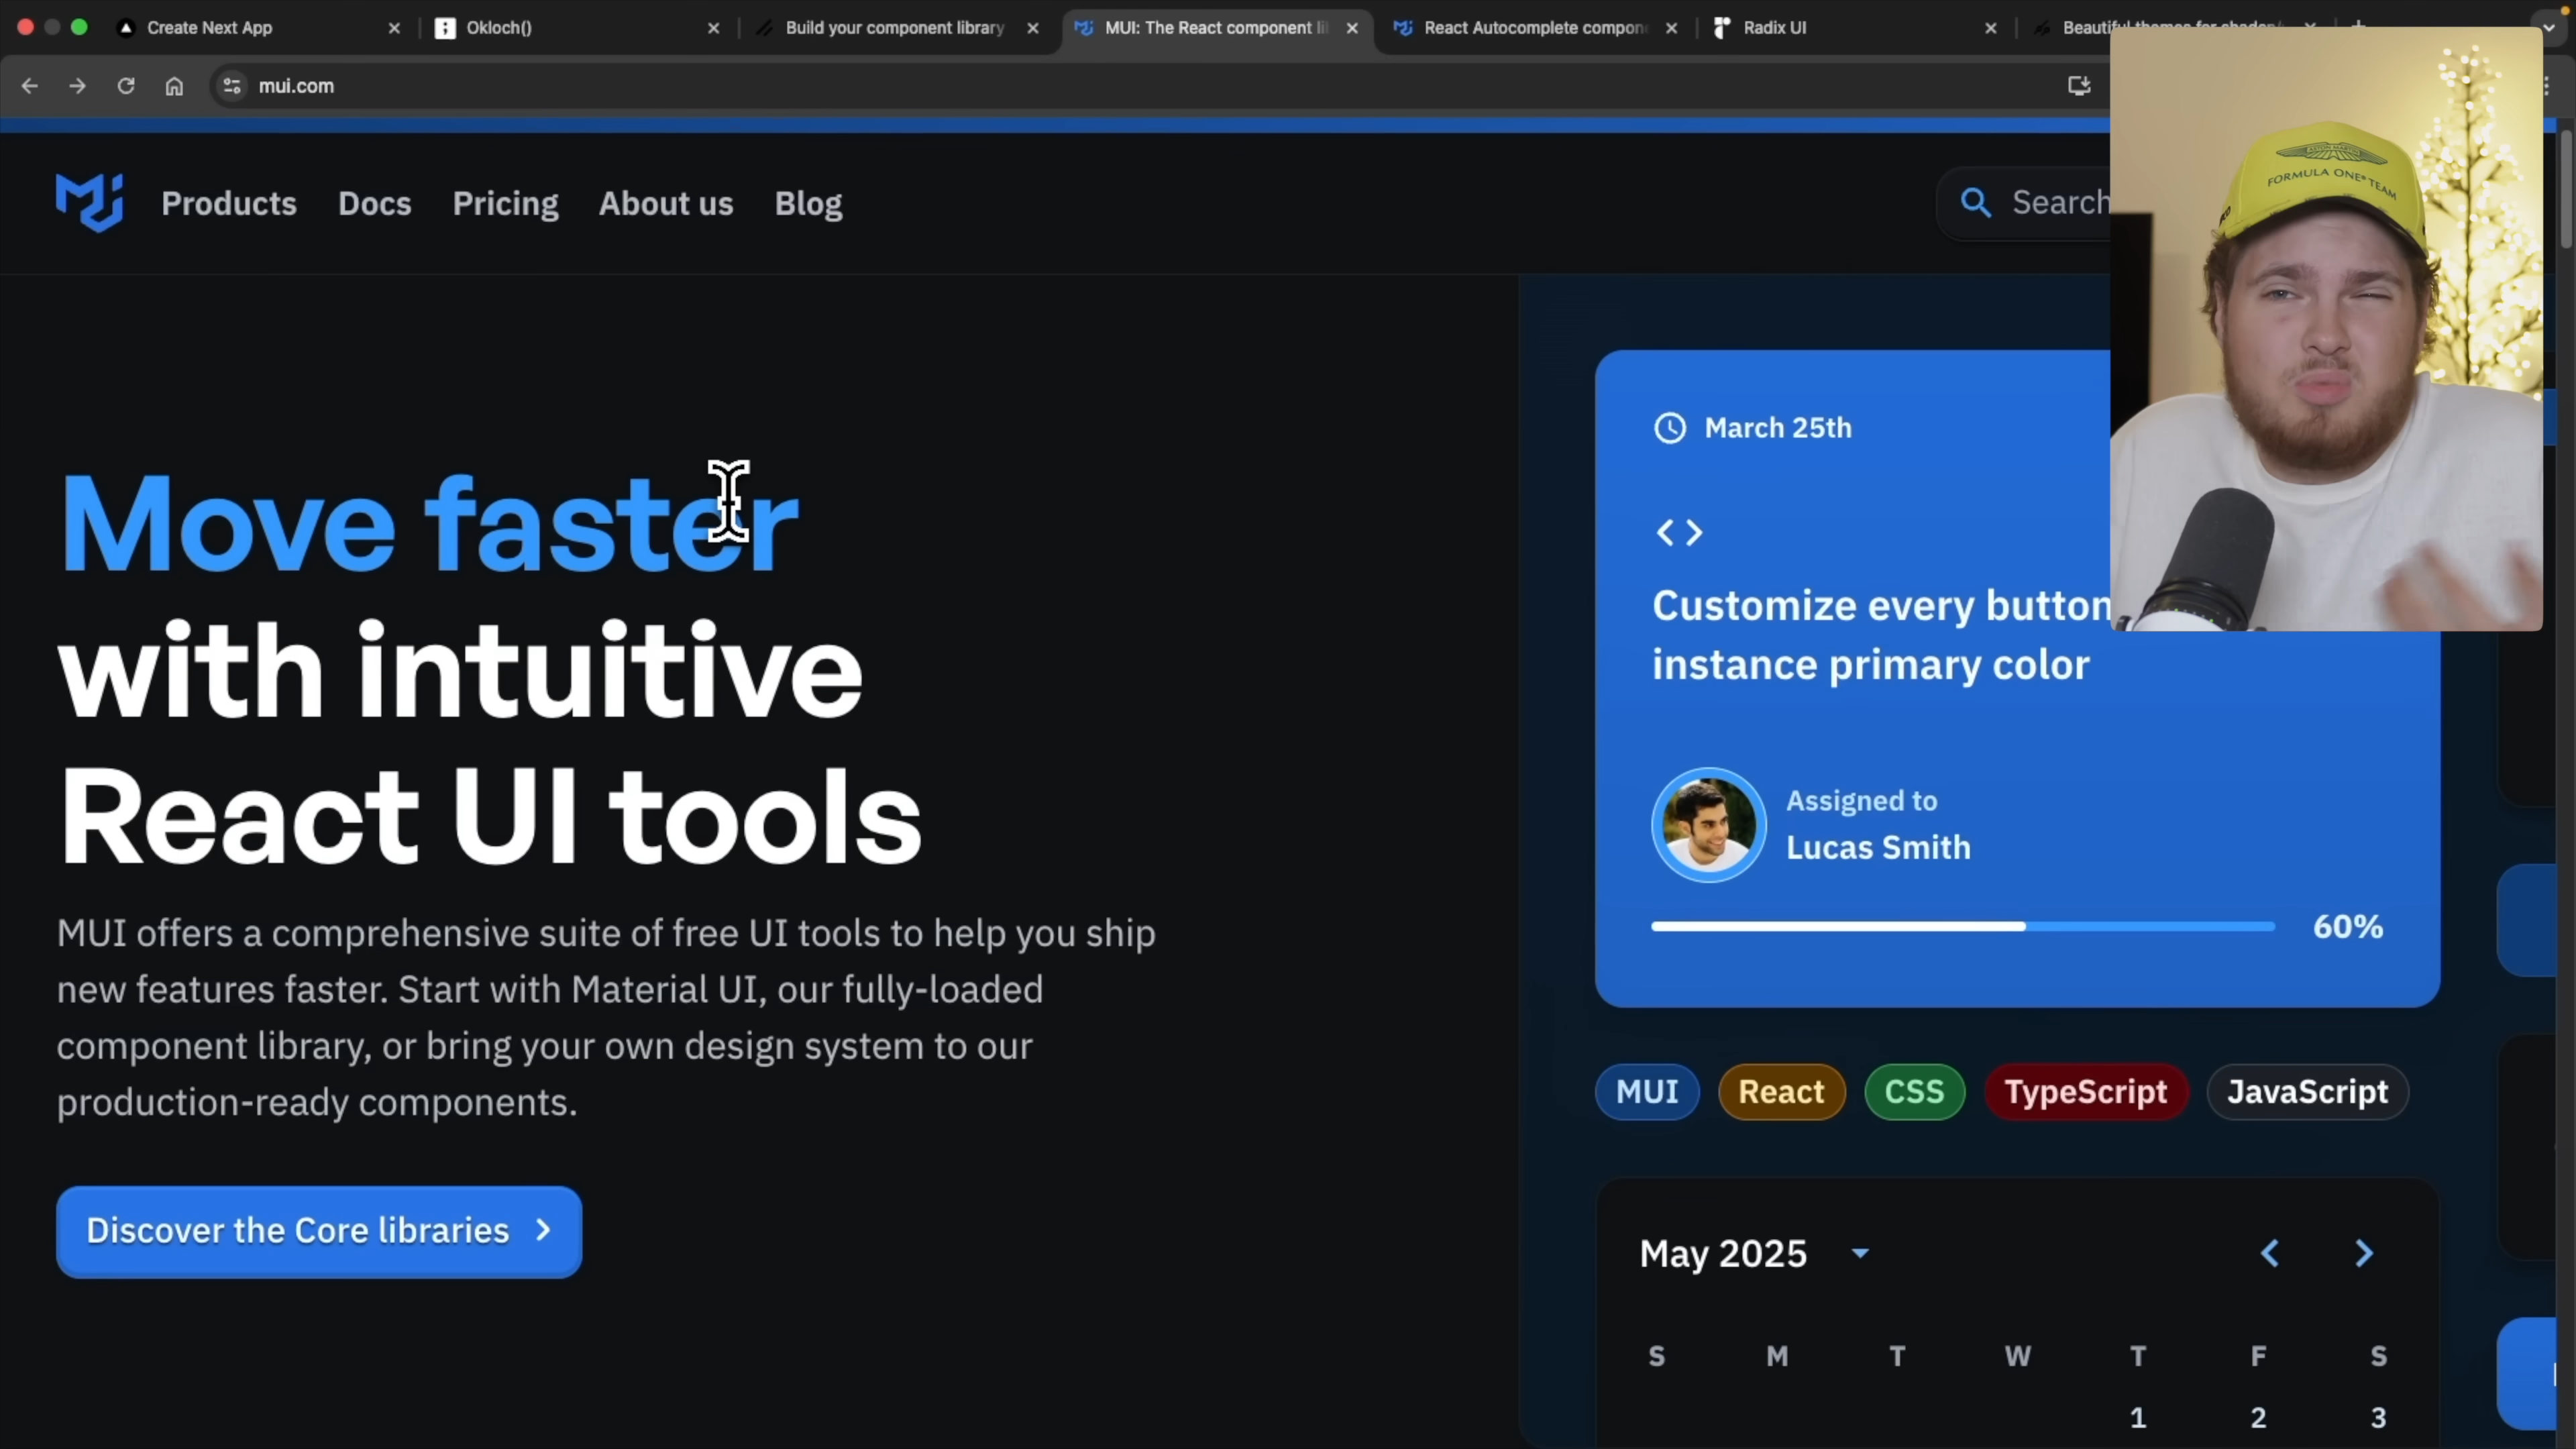 Create Next App
Okloch()
Build your component library
MUI: The React component li
React Autocomplete compon
Radix UI
mui.com
Products
Docs
Pricing
About us
Blog
Search
ASTON MARTIN
FORMULA ONE® TEAM
Move faster
with intuitive
React UI tools
MUI offers a comprehensive suite of free UI tools to help you ship
new features faster. Start with Material UI, our fully-loaded
component library, or bring your own design system to our
production-ready components.
Discover the Core libraries
March 25th
Customize every button
instance primary color
Assigned to
Lucas Smith
60%
MUI
React
CSS
TypeScript
JavaScript
May 2025
S M T W T F S
1 2 3